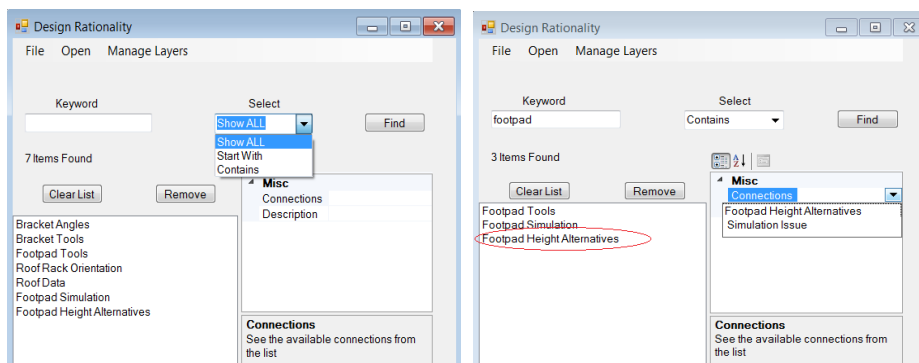 Design Rationality
File Open Manage Layers
Keyword Select
Show ALL
Find
Show ALL
Start With
Contains
7 Items Found
Clear List Remove
Misc
Connections
Description
Bracket Angles
Bracket Tools
Footpad Tools
Roof Rack Orientation
Roof Data
Footpad Simulation
Footpad Height Alternatives
Connections
See the available connections from
the list
Design Rationality
File Open Manage Layers
Keyword Select
footpad Contains Find
3 Items Found
Clear List Remove
Misc
Connections
Footpad Height Alternatives
Simulation Issue
Footpad Tools
Footpad Simulation
Footpad Height Alternatives
Connections
See the available connections from
the list